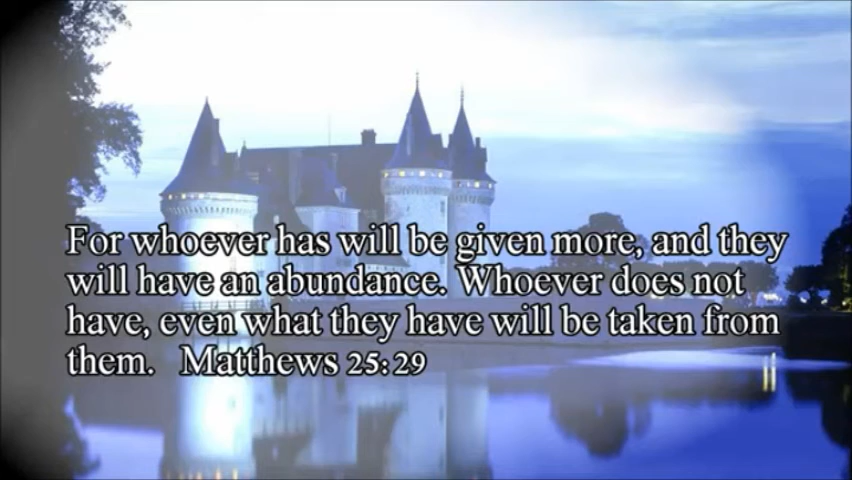 For whoever has will be given more, and they
will have an abundance. Whoever does not
have, even what they have will be taken from
them. Matthews 25:29